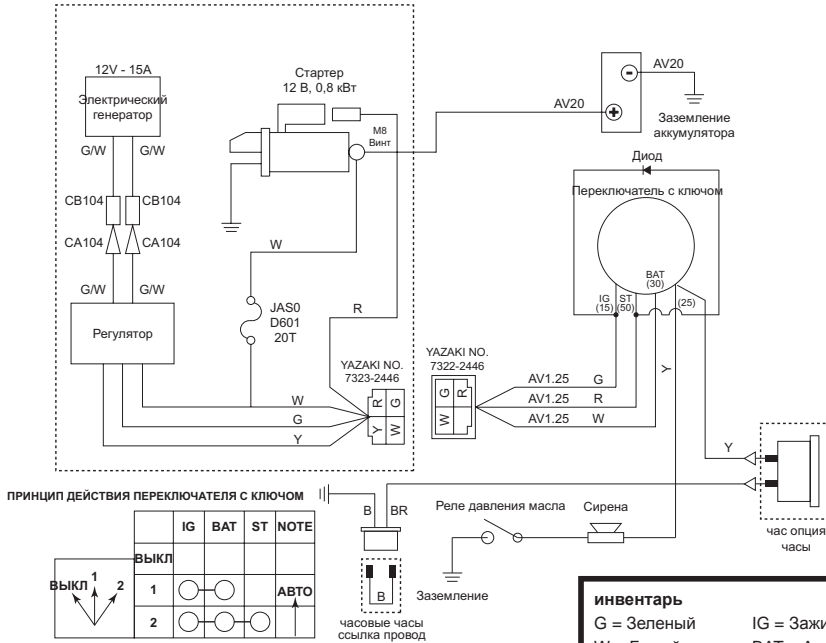 12V - 15A
Электрический
генератор
G/W
G/W
CB104
CB104
CA104
CA104
G/W
G/W
Регулятор
Стартер
12 В, 0,8 кВт
M8
Винт
W
JAS0
D601
20T
R
YAZAKI NO.
7323-2446
W
G
Y
R
G
Y
W
AV20
AV20
Заземление
аккумулятора
Диод
Переключатель с ключом
BAT
(30)
IG
(15)
ST
(50)
(25)
YAZAKI NO.
7322-2446
G
R
W
AV1.25 G
AV1.25 R
AV1.25 W
Y
Y
час опция
часы
ПРИНЦИП ДЕЙСТВИЯ ПЕРЕКЛЮЧАТЕЛЯ С КЛЮЧОМ
IG BAT ST NOTE
ВЫКЛ
1 АВТО
2
ВЫКЛ 1 2
B
BR
B
часовые часы
ссылка провод
Реле давления масла
Сирена
Заземление
инвентарь
G = Зеленый